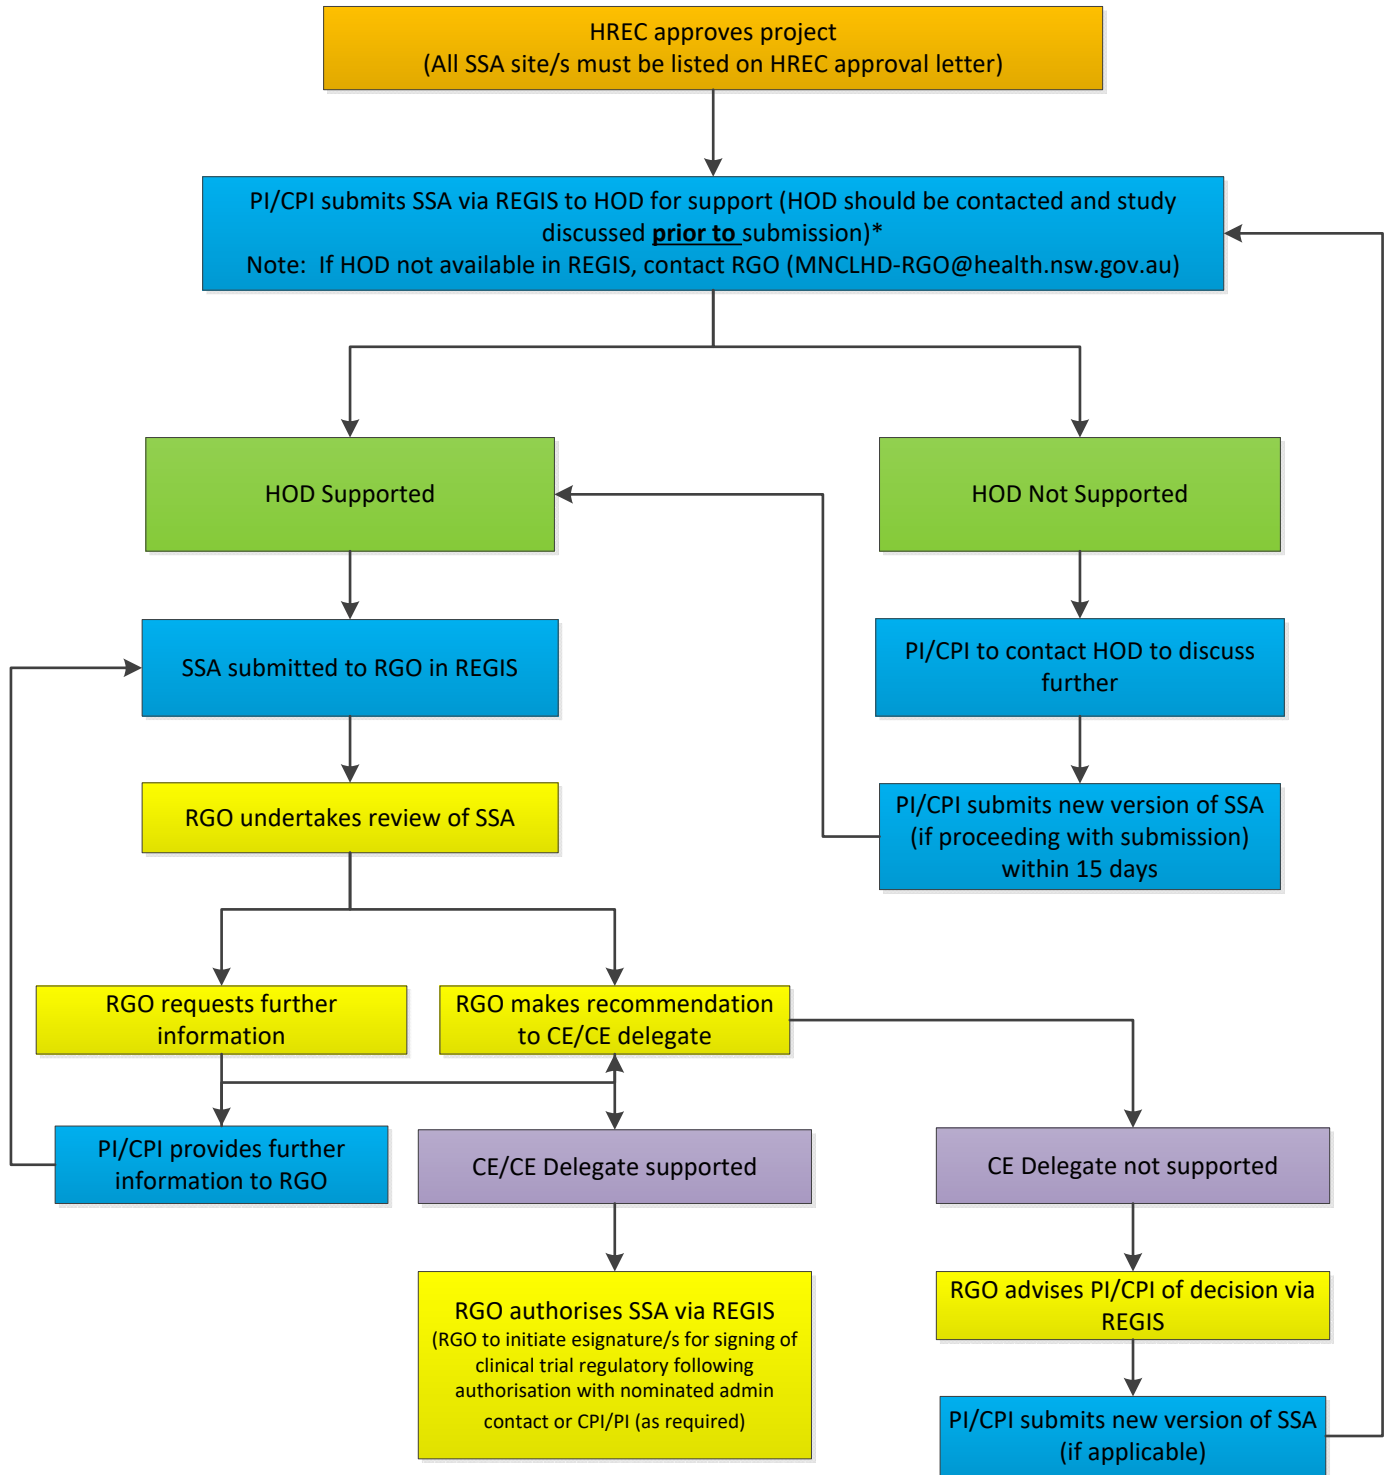 HREC approves project
(All SSA site/s must be listed on HREC approval letter)
PI/CPI submits SSA via REGIS to HOD for support (HOD should be contacted and study
discussed prior to submission)*
Note:  If HOD not available in REGIS, contact RGO (MNCLHD-RGO@health.nsw.gov.au)
HOD Supported
HOD Not Supported
SSA submitted to RGO in REGIS
PI/CPI to contact HOD to discuss
further
RGO undertakes review of SSA
PI/CPI submits new version of SSA
(if proceeding with submission)
within 15 days
RGO requests further
information
RGO makes recommendation
to CE/CE delegate
PI/CPI provides further
information to RGO
CE/CE Delegate supported
CE Delegate not supported
RGO authorises SSA via REGIS
(RGO to initiate esignature/s for signing of
clinical trial regulatory following
authorisation with nominated admin
contact or CPI/PI (as required)
RGO advises PI/CPI of decision via
REGIS
PI/CPI submits new version of SSA
(if applicable)